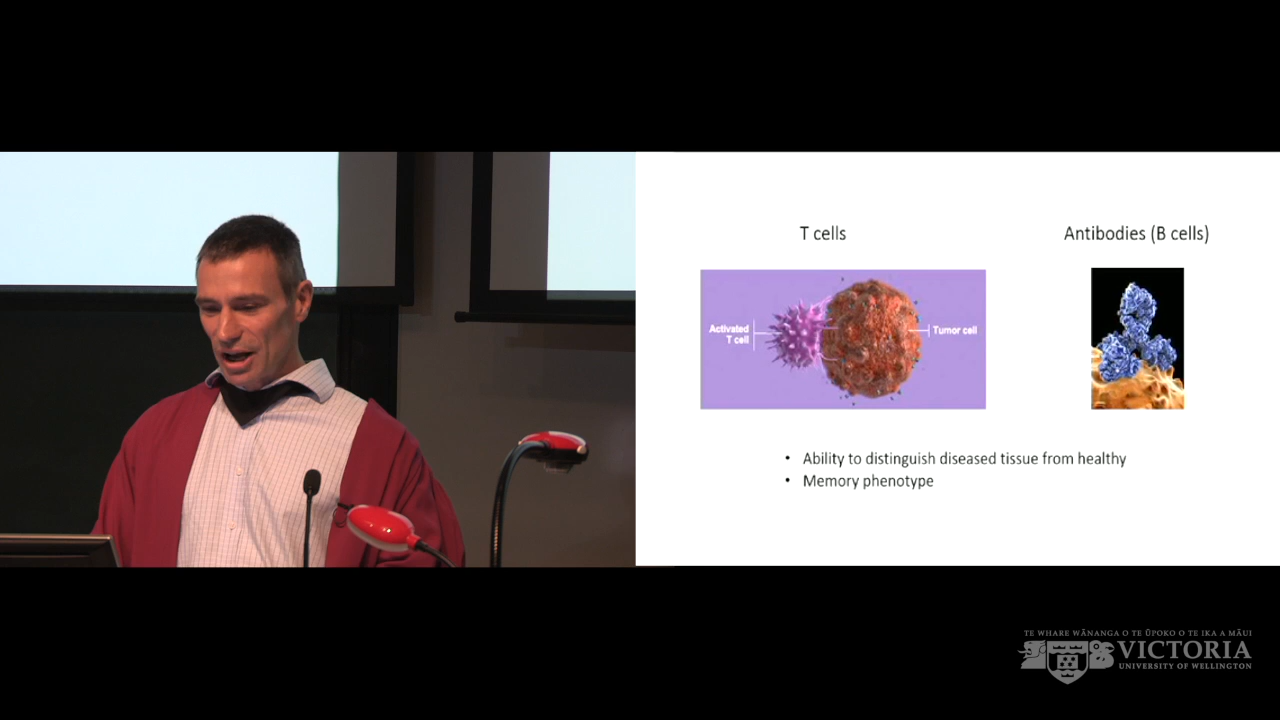 T cells
Antibodies (B cells)
Activated
T cell
Tumor cell
• Ability to distinguish diseased tissue from healthy
• Memory phenotype
TE WHARE WĀNANGA O TE ŪPOKO O TE IKA A MĀUI
VICTORIA
UNIVERSITY OF WELLINGTON